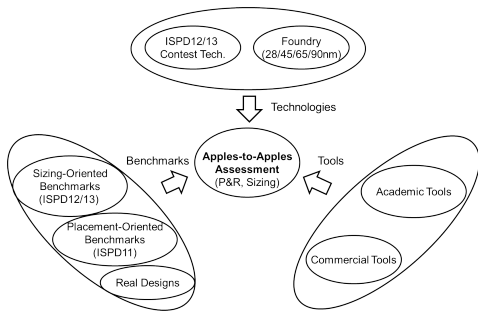 ISPD12/13
Contest Tech.
Foundry
(28/45/65/90nm)
Technologies
Benchmarks
Apples-to-Apples
Assessment
(P&R, Sizing)
Tools
Sizing-Oriented
Benchmarks
(ISPD12/13)
Placement-Oriented
Benchmarks
(ISPD11)
Real Designs
Academic Tools
Commercial Tools